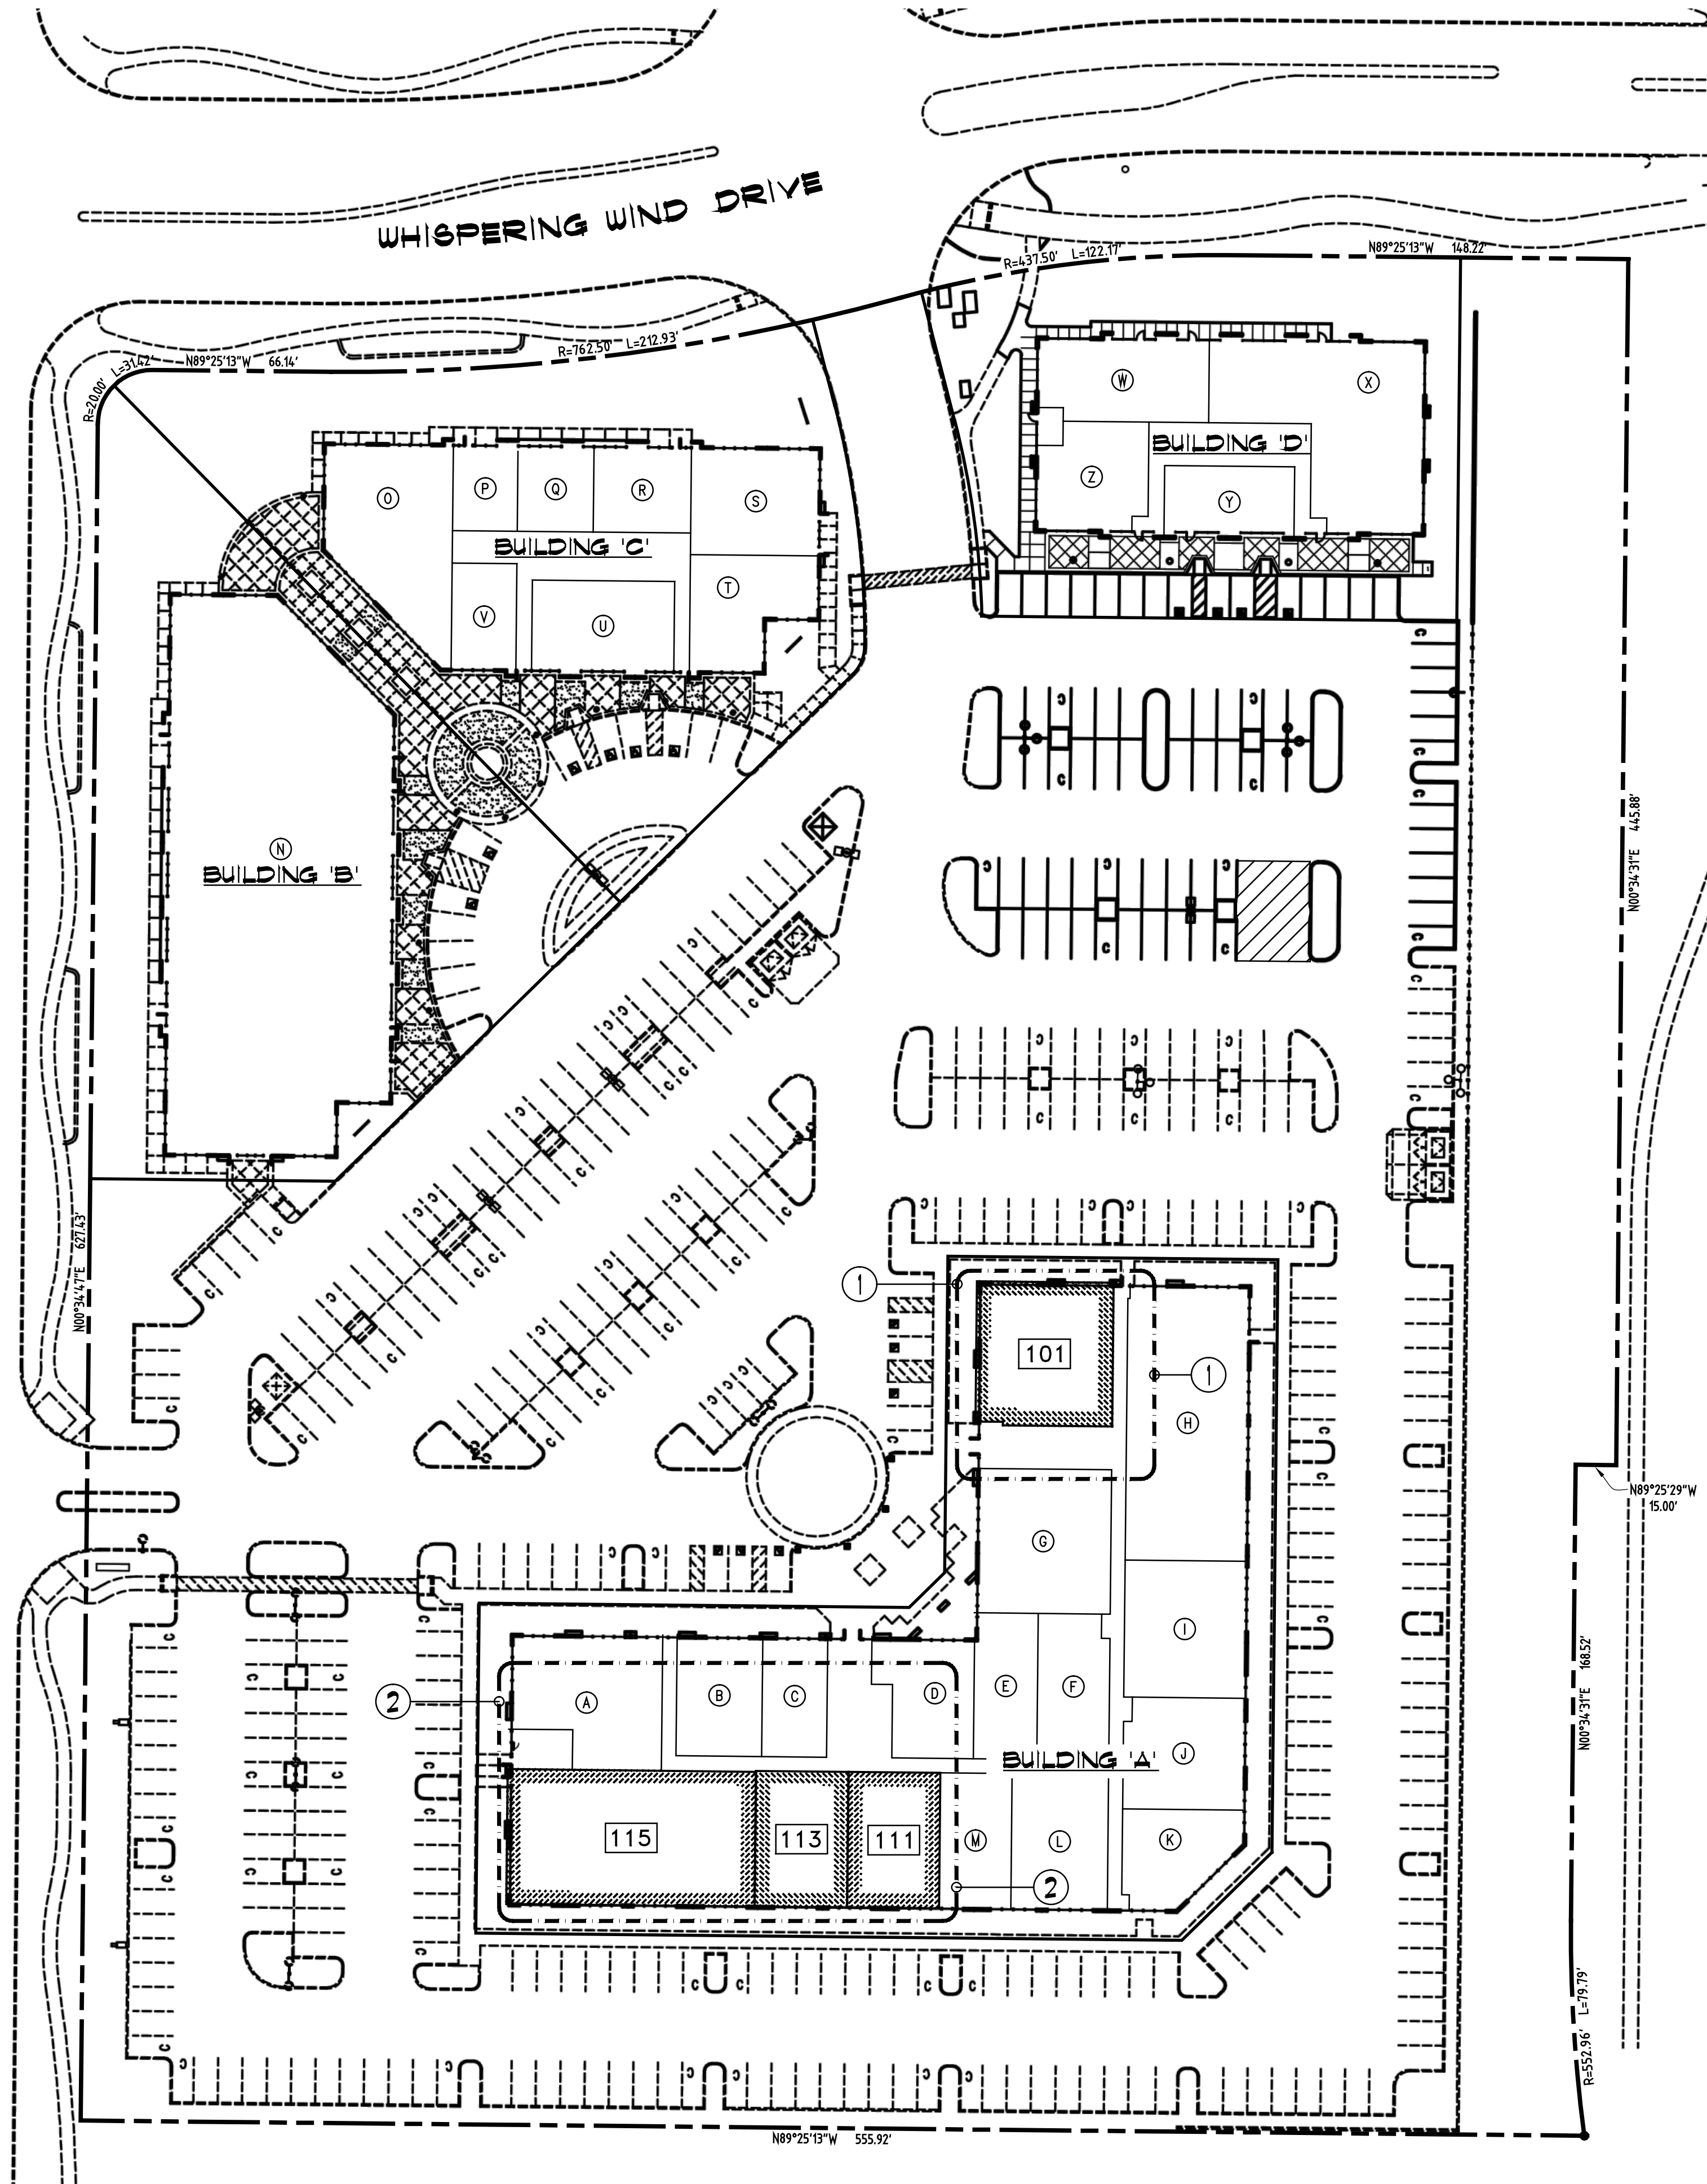 WHISPERING WIND DRIVE
R=437.50' L=122.17'
N89°25'13"W 148.22'
R=762.50' L=212.93'
N89°25'13"W 66.14'
R=20.00' L=31.42'
W
X
BUILDING 'D'
Z
Y
O
P
Q
R
S
BUILDING 'C'
T
V
U
N
BUILDING 'B'
N00°34'31"E 445.88'
N00°34'47"E 627.43'
1
101
1
H
N89°25'29"W
15.00'
G
I
N00°34'31"E 168.52'
2
A
B
C
D
E
F
J
BUILDING 'A'
115
113
111
M
L
K
2
R=552.96' L=79.79'
N89°25'13"W 555.92'